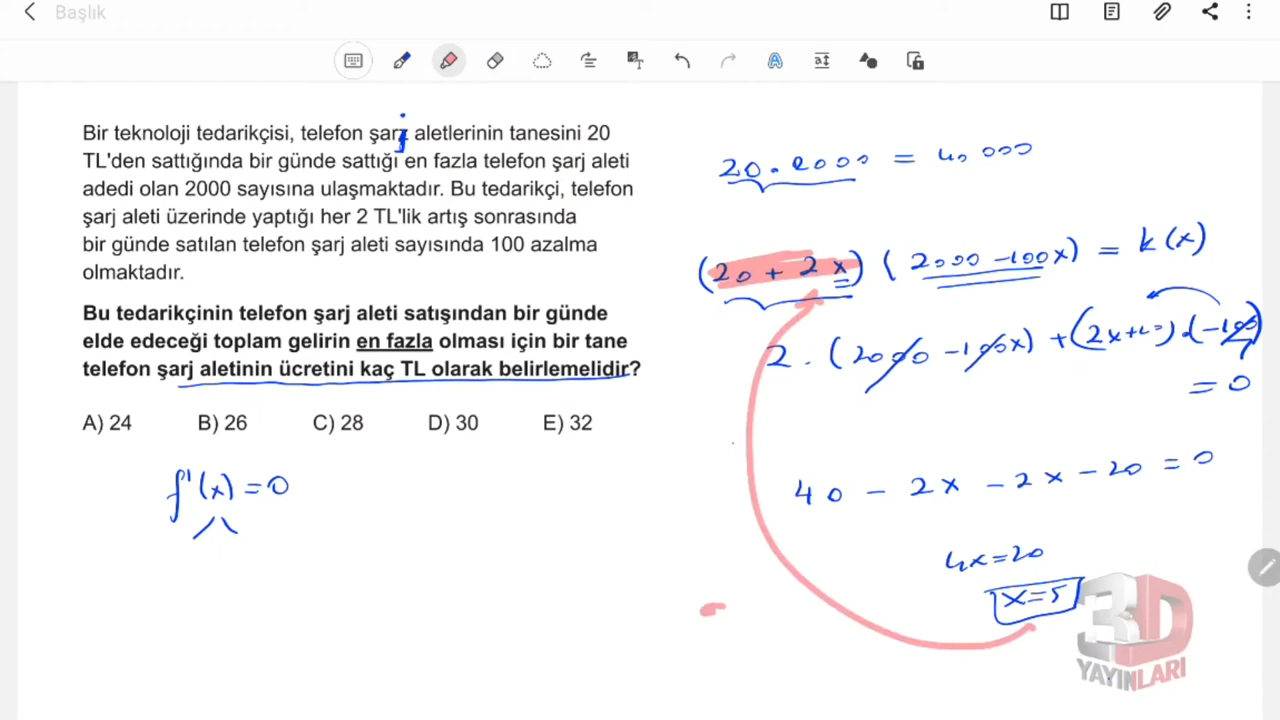 Başlık
Bir teknoloji tedarikçisi, telefon şarj aletlerinin tanesini 20
TL'den sattığında bir günde sattığı en fazla telefon şarj aleti
adedi olan 2000 sayısına ulaşmaktadır. Bu tedarikçi, telefon
şarj aleti üzerinde yaptığı her 2 TL'lik artış sonrasında
bir günde satılan telefon şarj aleti sayısında 100 azalma
olmaktadır.
Bu tedarikçinin telefon şarj aleti satışından bir günde
elde edeceği toplam gelirin en fazla olması için bir tane
telefon şarj aletinin ücretini kaç TL olarak belirlemelidir?
A) 24 B) 26 C) 28 D) 30 E) 32
f'(x) = 0
20 . 2000 = 40 000
(20 + 2x) (2000 - 100x) = k(x)
2 . (2000 - 100x) + (2x+20) (-100)
= 0
40 - 2x - 2x - 20 = 0
4x = 20
x = 5
3D
YAYINLARI